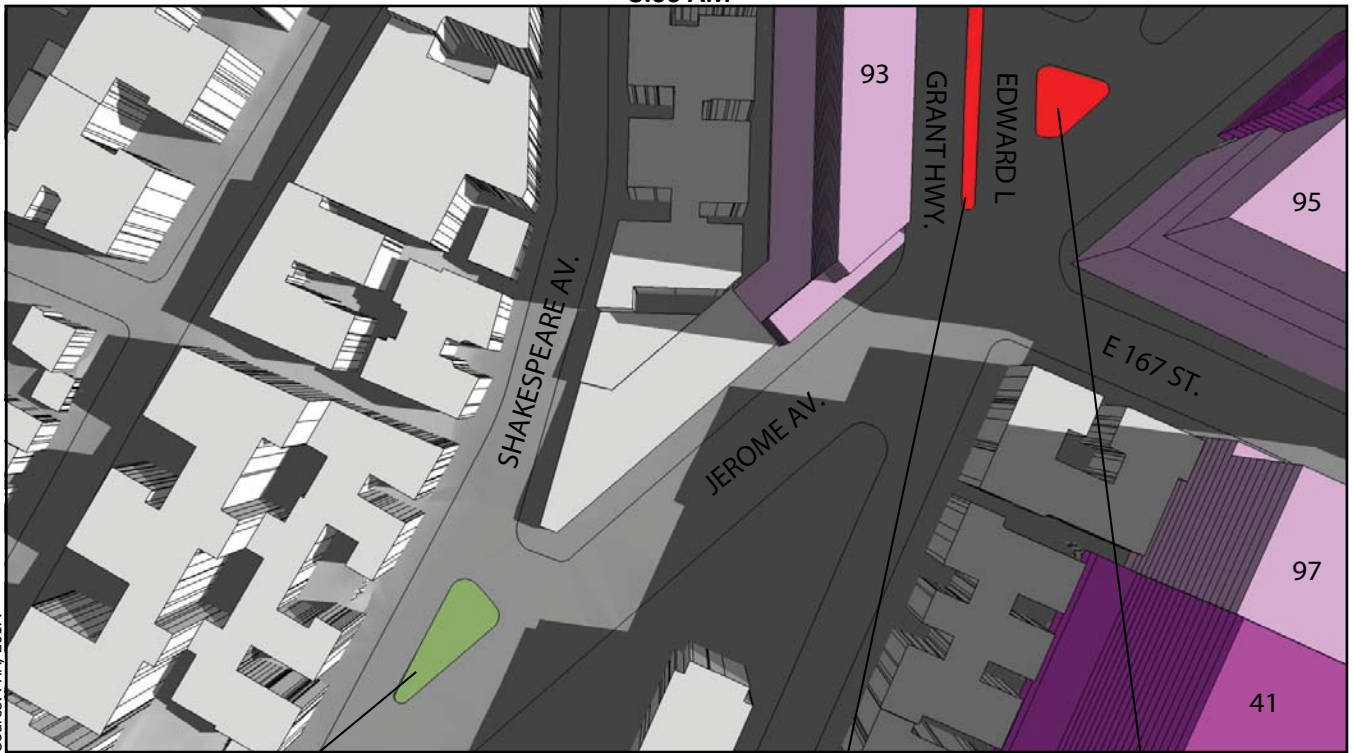 93
GRANT HWY.
EDWARD L
95
SHAKESPEARE AV.
E 167 ST.
JEROME AV.
97
41